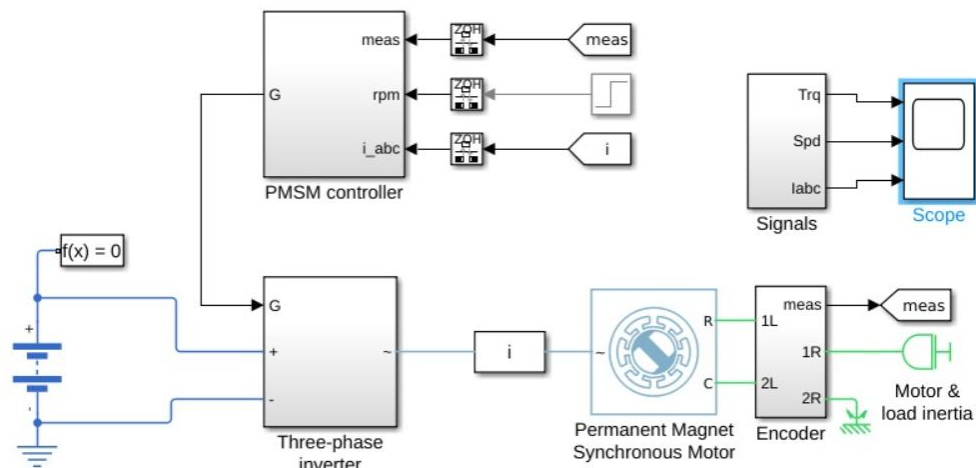 meas
ZOH
meas
G
rpm
ZOH
i_abc
ZOH
i
PMSM controller
Trq
Spd
Iabc
Signals
Scope
f(x) = 0
+
-
G
+
-
~
Three-phase
inverter
i
~
R
C
Permanent Magnet
Synchronous Motor
1L
2L
meas
1R
2R
Encoder
meas
Motor &
load inertia